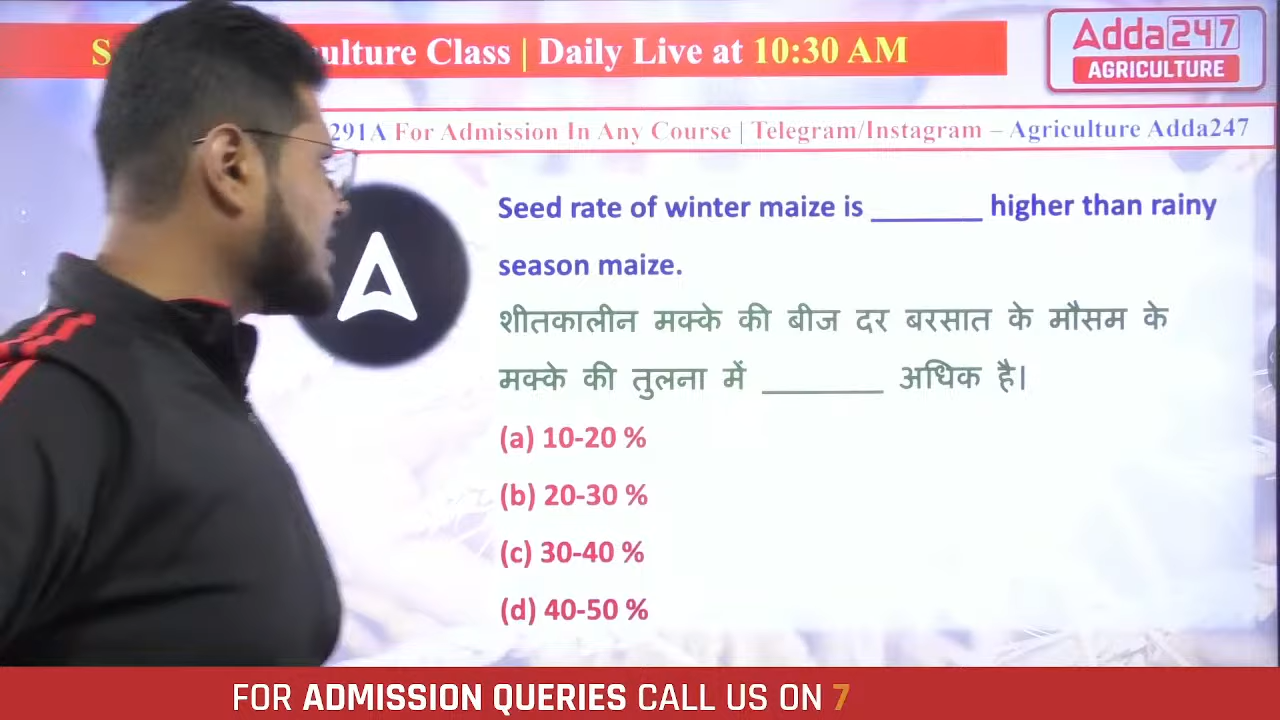 Culture Class | Daily Live at 10:30 AM
Adda247
AGRICULTURE
291A For Admission In Any Course | Telegram/Instagram – Agriculture Adda247
Seed rate of winter maize is ________ higher than rainy
season maize.
शीतकालीन मक्के की बीज दर बरसात के मौसम के
मक्के की तुलना में _________ अधिक है।
(a) 10-20 %
(b) 20-30 %
(c) 30-40 %
(d) 40-50 %
FOR ADMISSION QUERIES CALL US ON 7